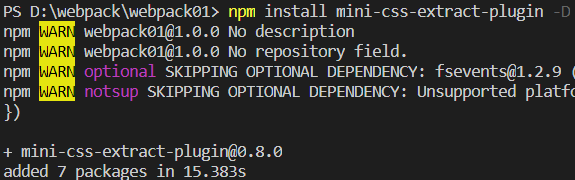 PS D:\webpack\webpack01> npm install mini-css-extract-plugin -D
npm WARN webpack01@1.0.0 No description
npm WARN webpack01@1.0.0 No repository field.
npm WARN optional SKIPPING OPTIONAL DEPENDENCY: fsevents@1.2.9 (
npm WARN notsup SKIPPING OPTIONAL DEPENDENCY: Unsupported platfo
})
+ mini-css-extract-plugin@0.8.0
added 7 packages in 15.383s